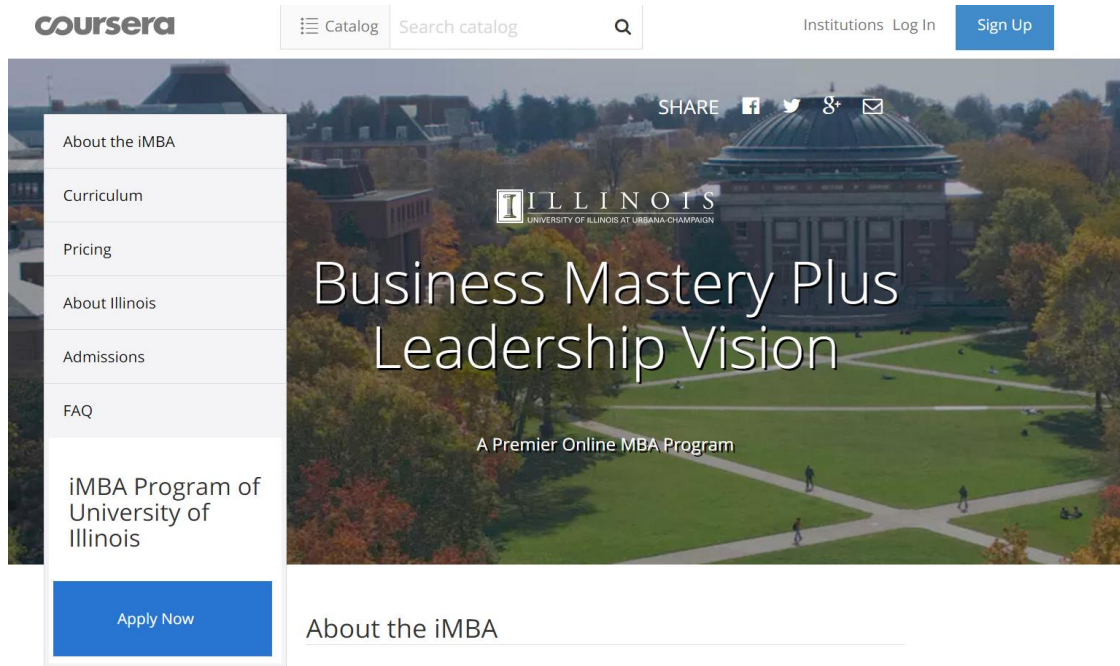 coursera
Catalog
Search catalog
Institutions Log In
Sign Up
SHARE
About the iMBA
Curriculum
Pricing
About Illinois
Admissions
FAQ
iMBA Program of
University of
Illinois
Apply Now
I ILLINOIS
UNIVERSITY OF ILLINOIS AT URBANA-CHAMPAIGN
Business Mastery Plus
Leadership Vision
A Premier Online MBA Program
About the iMBA